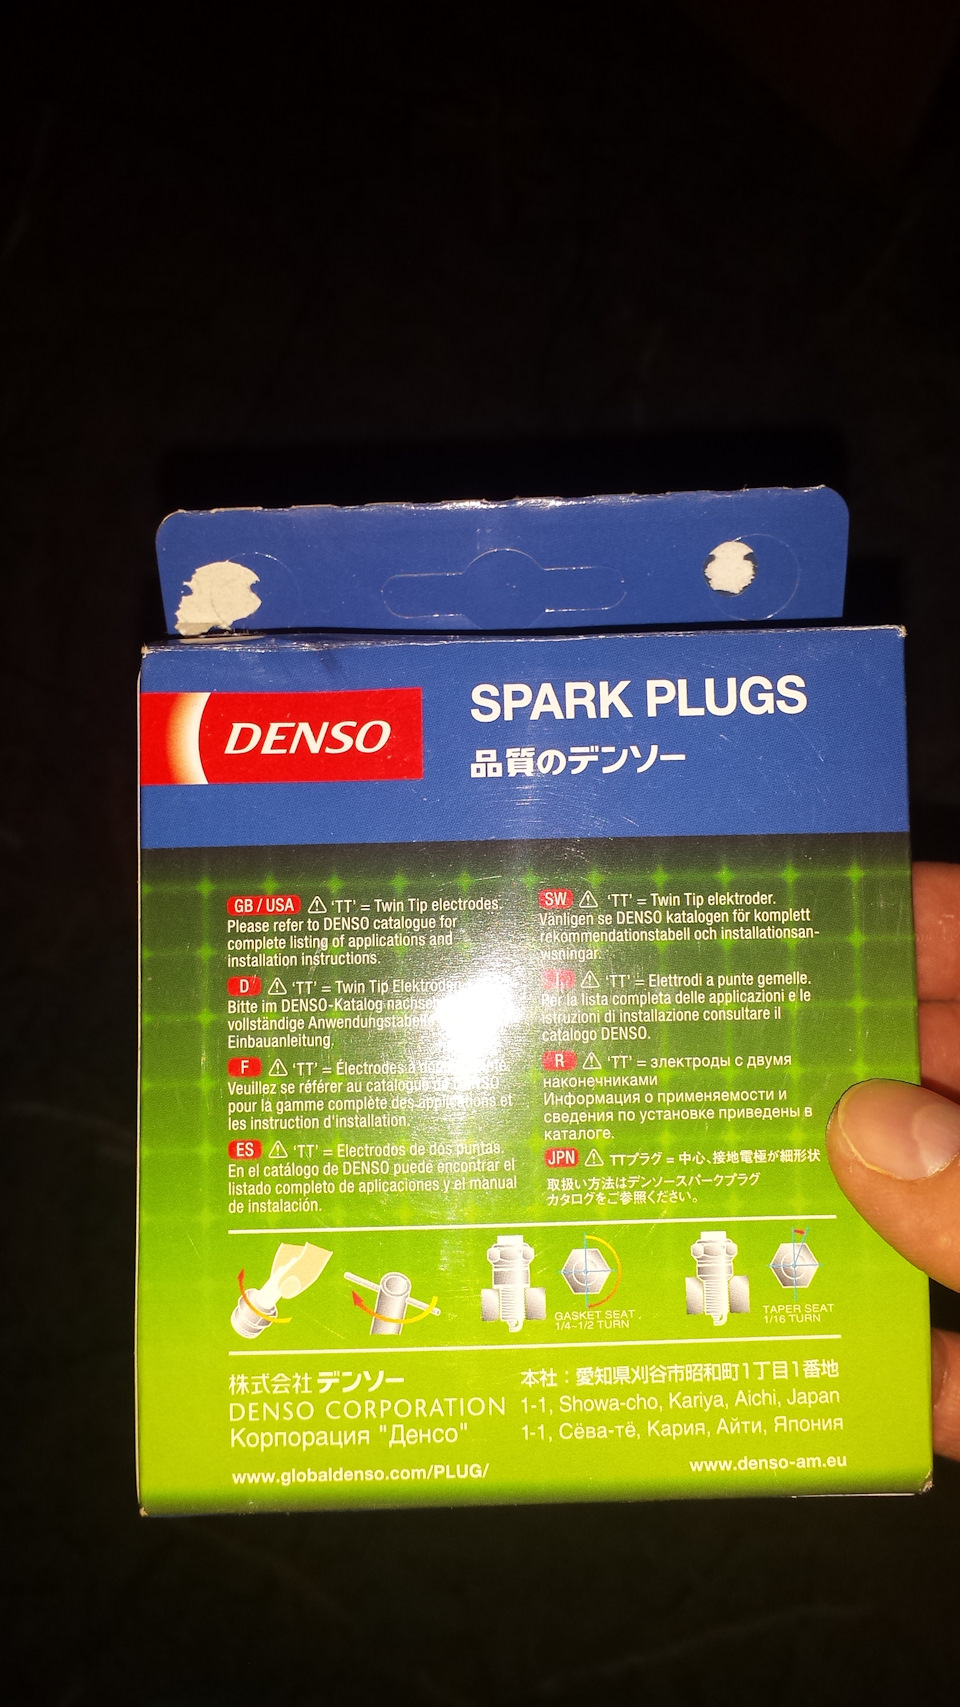 DENSO
SPARK PLUGS
品質のデンソー
GB / USA ⚠ 'TT' = Twin Tip electrodes.
Please refer to DENSO catalogue for
complete listing of applications and
installation instructions.
D ⚠ 'TT' = Twin Tip Elektroden
Bitte im DENSO-Katalog
vollständige
Einbauanleitung.
F ⚠ 'TT' = Électrodes à
Veuillez se référer au catalogue de DENSO
pour la gamme complète des applications et
les instruction d'installation.
ES ⚠ 'TT' = Electrodos de dos puntas.
En el catálogo de DENSO puede encontrar el
listado completo de aplicaciones y el manual
de instalación.
SW ⚠ 'TT' = Twin Tip elektroder.
Vänligen se DENSO katalogen för komplett
rekommendationstabell och installationsan-
visningar.
⚠ 'TT' = Elettrodi a punte gemelle.
Per la lista completa delle applicazioni e le
istruzioni di installazione consultare il
catalogo DENSO.
R ⚠ 'TT' = электроды с двумя
наконечниками
Информация о применяемости и
сведения по установке приведены в
каталоге.
JPN ⚠ TTプラグ = 中心、接地電極が細形状
取扱い方法はデンソースパークプラグ
カタログをご参照ください。
GASKET SEAT
1/4~1/2 TURN
TAPER SEAT
1/16 TURN
株式会社 デンソー
DENSO CORPORATION
Корпорация "Денсо"
本社：愛知県刈谷市昭和町1丁目1番地
1-1, Showa-cho, Kariya, Aichi, Japan
1-1, Сёва-тё, Кария, Айти, Япония
www.globaldenso.com/PLUG/
www.denso-am.eu